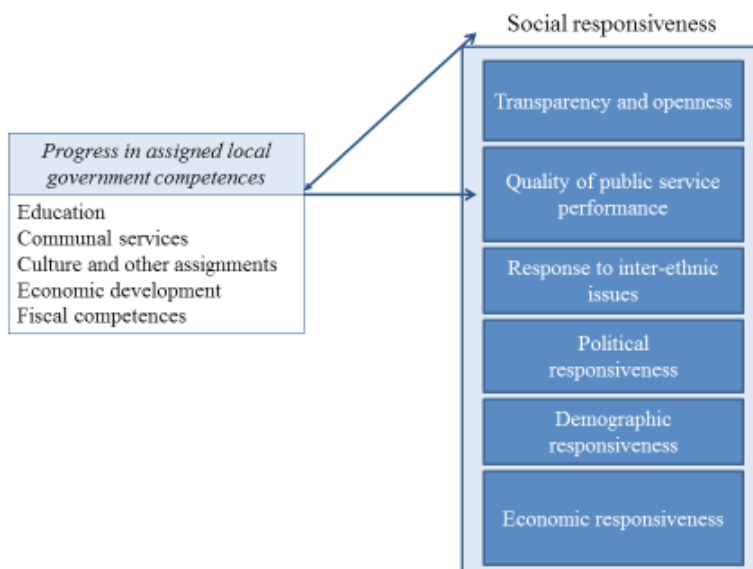 Social responsiveness
Transparency and openness
Progress in assigned local
government competences
Education
Communal services
Culture and other assignments
Economic development
Fiscal competences
Quality of public service
performance
Response to inter-ethnic
issues
Political
responsiveness
Demographic
responsiveness
Economic responsiveness